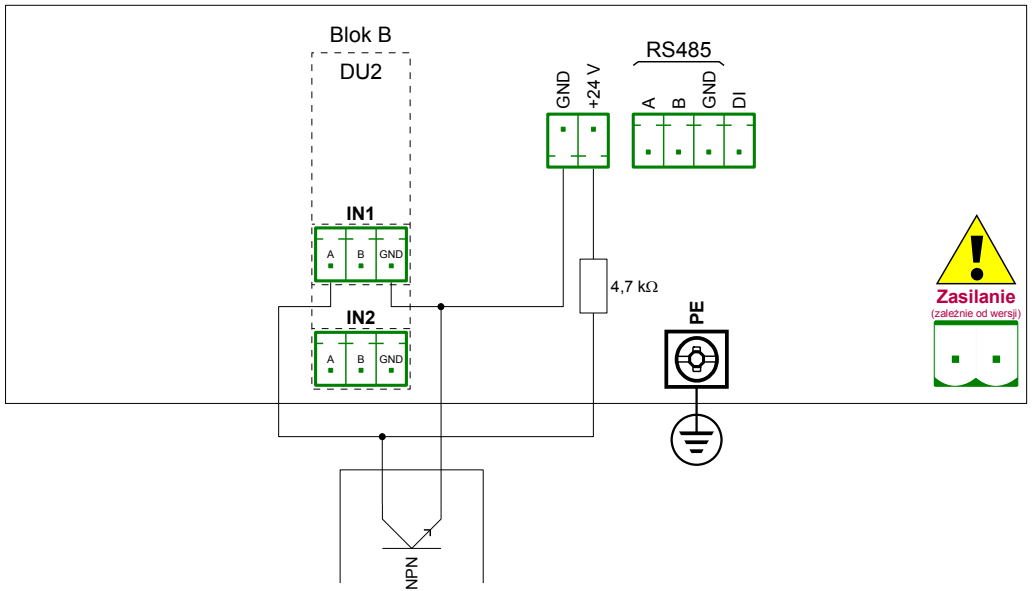 Blok B
DU2
RS485
GND
+24 V
A
B
GND
DI
IN1
A
B
GND
4,7 kΩ
IN2
A
B
GND
PE
Zasilanie
(zależnie od wersji)
NPN